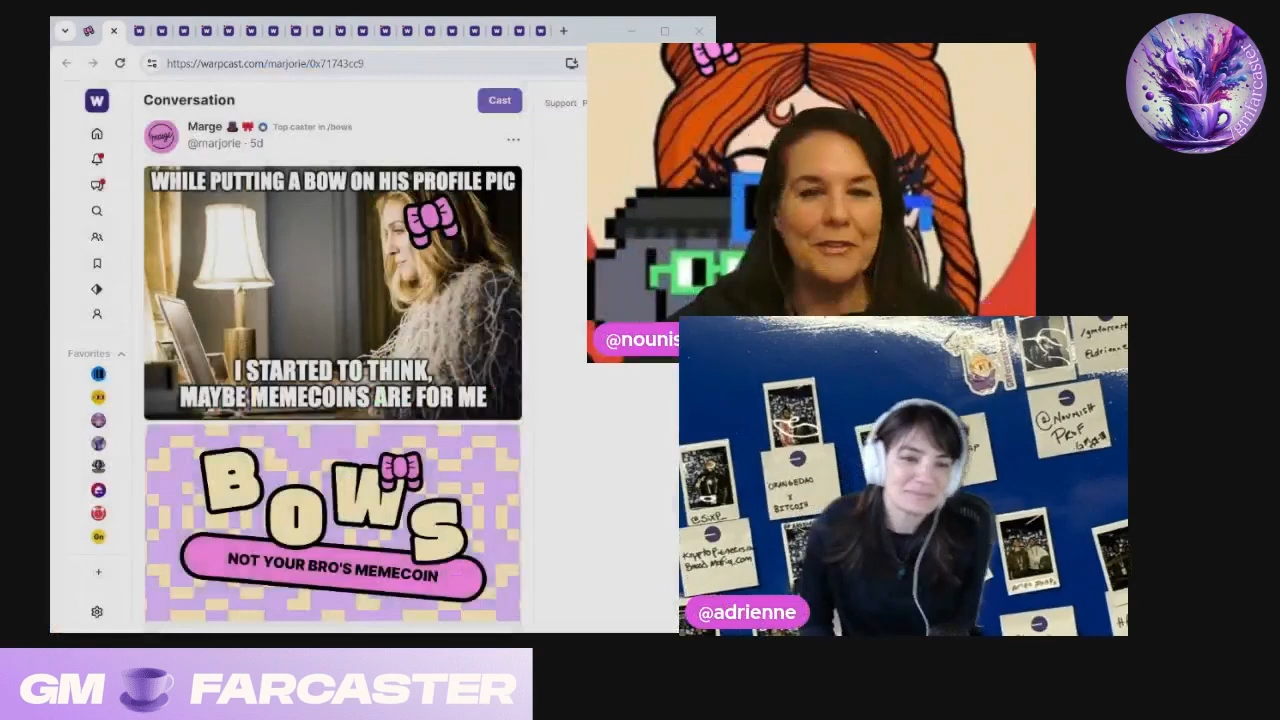 https://warpcast.com/marjorie/0x71743cc9
W
Conversation
Cast
Support
Marge
Top caster in /bows
@marjorie · 5d
marge
WHILE PUTTING A BOW ON HIS PROFILE PIC
I STARTED TO THINK,
MAYBE MEMECOINS ARE FOR ME
Favorites
BOWS
NOT YOUR BRO'S MEMECOIN
@nounis
gmfarcaster
@NOUNISH
PROF
ORANGEDAO
X
BITCOIN
@adrienne
GM FARCASTER